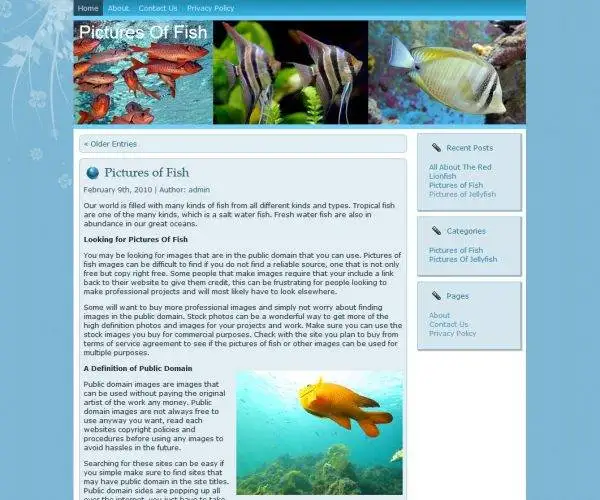 Home About Contact Us Privacy Policy
Pictures Of Fish
« Older Entries
Pictures of Fish
February 9th, 2010 | Author: admin
Our world is filled with many kinds of fish from all different kinds and types. Tropical fish
are one of the many kinds, which is a salt water fish. Fresh water fish are also in
abundance in our great oceans.
Looking for Pictures Of Fish
You may be looking for images that are in the public domain that you can use. Pictures of
fish images can be difficult to find if you do not find a reliable source, one that is not only
free but copy right free. Some people that make images require that your include a link
back to their website to give them credit, this can be frustrating for people looking to
make professional projects and will most likely have to look elsewhere.
Some will want to buy more professional images and simply not worry about finding
images in the public domain. Stock photos can be a wonderful way to get more of the
high definition photos and images for your projects and work. Make sure you can use the
stock images you buy for commercial purposes. Check with the site you plan to buy from
terms of service agreement to see if the pictures of fish or other images can be used for
multiple purposes.
A Definition of Public Domain
Public domain images are images that
can be used without paying the original
artist of the work any money. Public
domain images are not always free to
use anyway you want, read each
websites copyright policies and
procedures before using any images to
avoid hassles in the future.
Searching for these sites can be easy if
you simple make sure to find sites that
may have public domain in the site titles.
Public domain sides are popping up all
over the internet, you just have to take
Recent Posts
All About The Red
Lionfish
Pictures of Fish
Pictures of Jellyfish
Categories
Pictures of Fish
Pictures Of Jellyfish
Pages
About
Contact Us
Privacy Policy